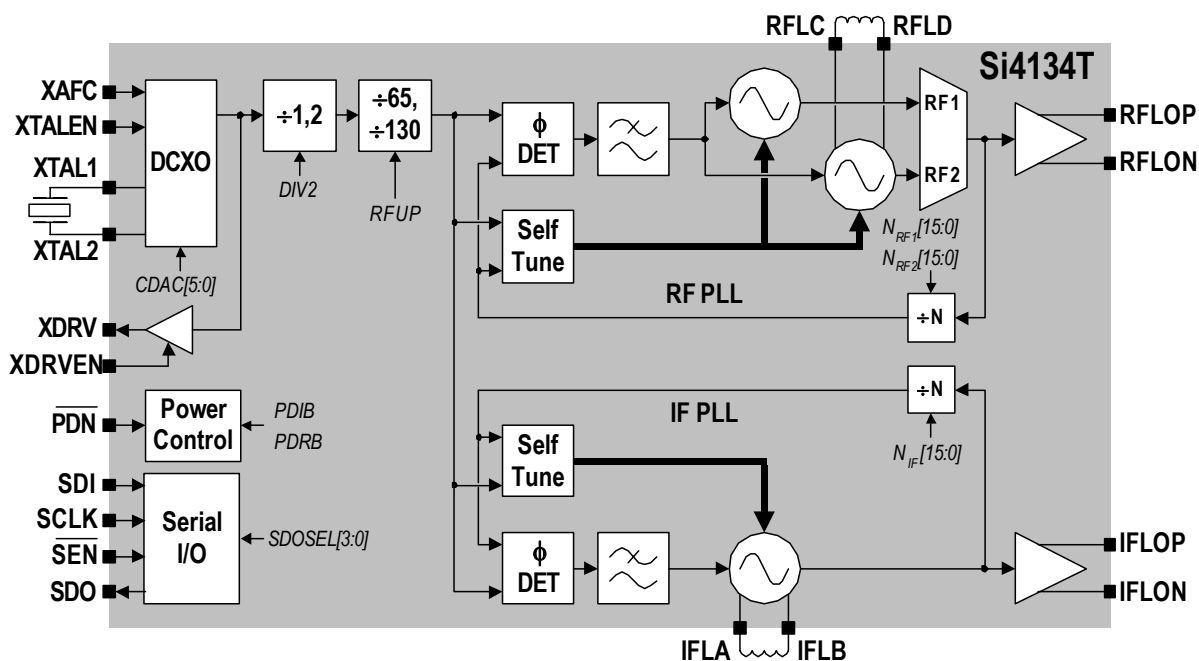 RFLC RFLD
Si4134T
XAFC
XTALEN
XTAL1
XTAL2
DCXO
CDAC[5:0]
÷1,2
DIV2
÷65,
÷130
RFUP
ϕ
DET
Self
Tune
RF1
RF2
RFLOP
RFLON
N_RF1[15:0]
N_RF2[15:0]
RF PLL
÷N
XDRV
XDRVEN
PDN
Power
Control
PDIB
PDRB
÷N
IF PLL
N_IF[15:0]
Self
Tune
SDI
SCLK
SEN
SDO
Serial
I/O
SDOSEL[3:0]
ϕ
DET
IFLOP
IFLON
IFLA IFLB